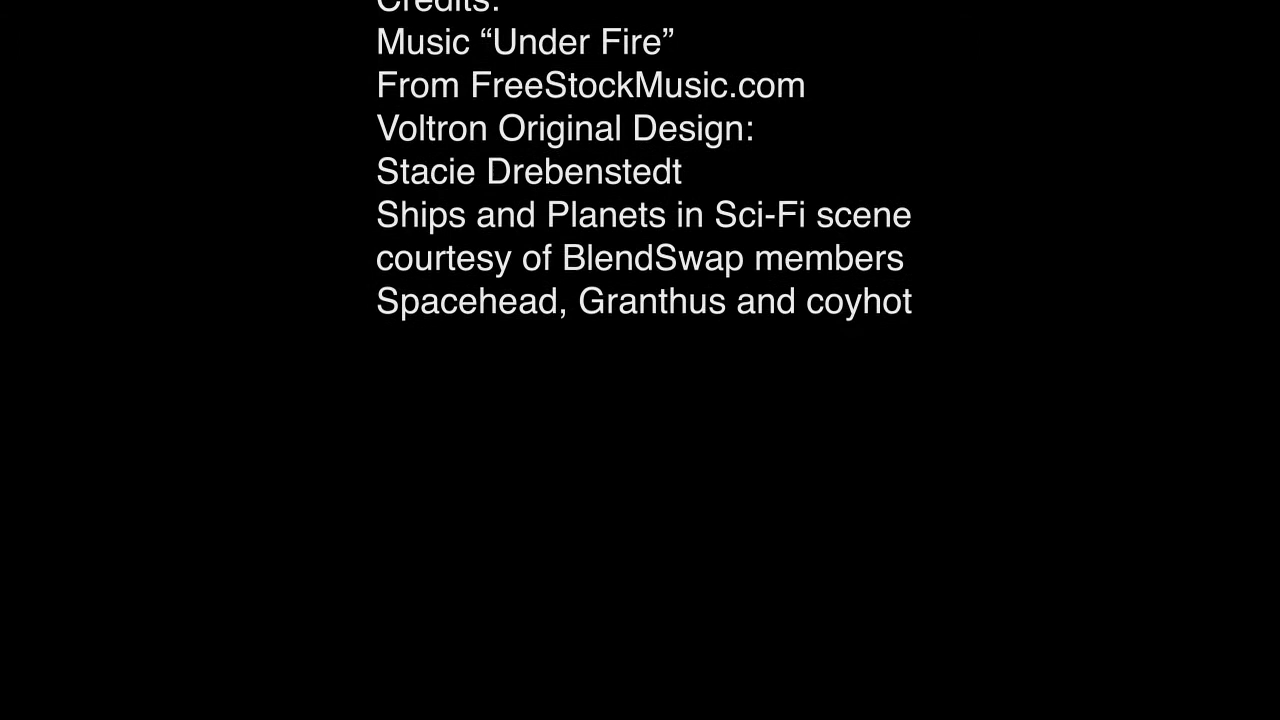 Credits:
Music “Under Fire”
From FreeStockMusic.com
Voltron Original Design:
Stacie Drebenstedt
Ships and Planets in Sci-Fi scene
courtesy of BlendSwap members
Spacehead, Granthus and coyhot